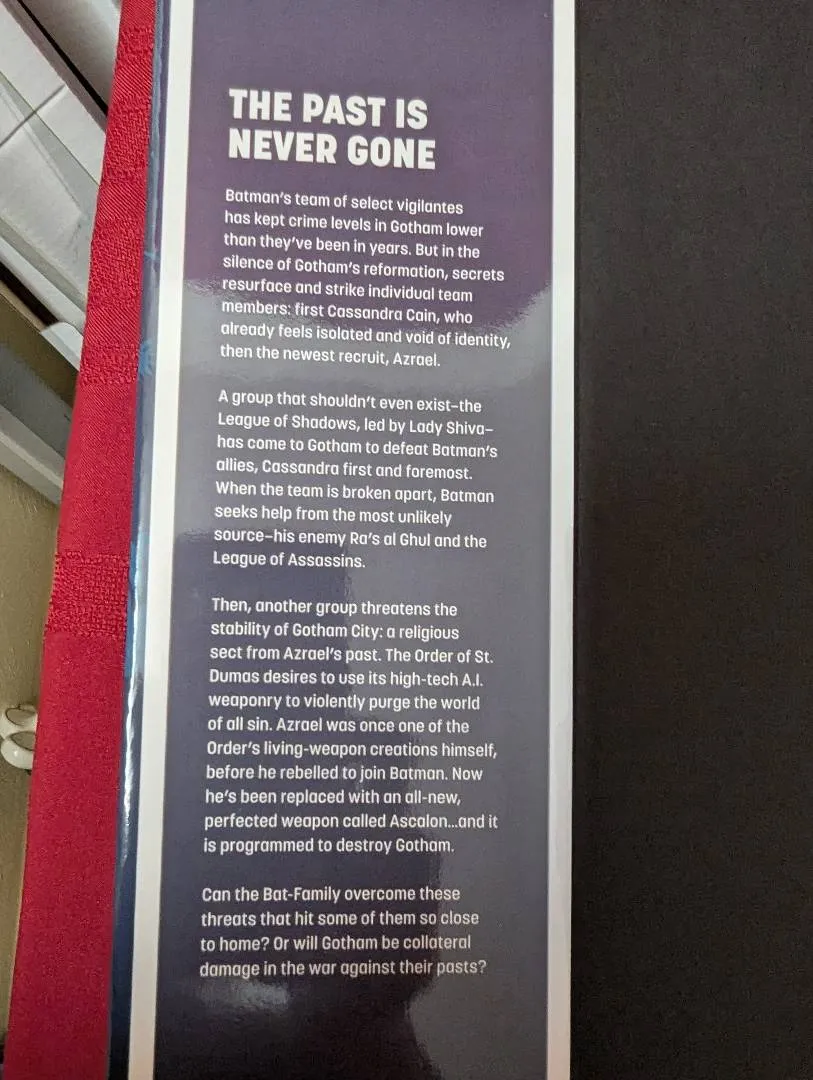 THE PAST IS
NEVER GONE
Batman's team of select vigilantes
has kept crime levels in Gotham lower
than they've been in years. But in the
silence of Gotham's reformation, secrets
resurface and strike individual team
members: first Cassandra Cain, who
already feels isolated and void of identity,
then the newest recruit, Azrael.
A group that shouldn't even exist–the
League of Shadows, led by Lady Shiva–
has come to Gotham to defeat Batman's
allies, Cassandra first and foremost.
When the team is broken apart, Batman
seeks help from the most unlikely
source–his enemy Ra's al Ghul and the
League of Assassins.
Then, another group threatens the
stability of Gotham City: a religious
sect from Azrael's past. The Order of St.
Dumas desires to use its high-tech A.I.
weaponry to violently purge the world
of all sin. Azrael was once one of the
Order's living-weapon creations himself,
before he rebelled to join Batman. Now
he's been replaced with an all-new,
perfected weapon called Ascalon...and it
is programmed to destroy Gotham.
Can the Bat-Family overcome these
threats that hit some of them so close
to home? Or will Gotham be collateral
damage in the war against their pasts?